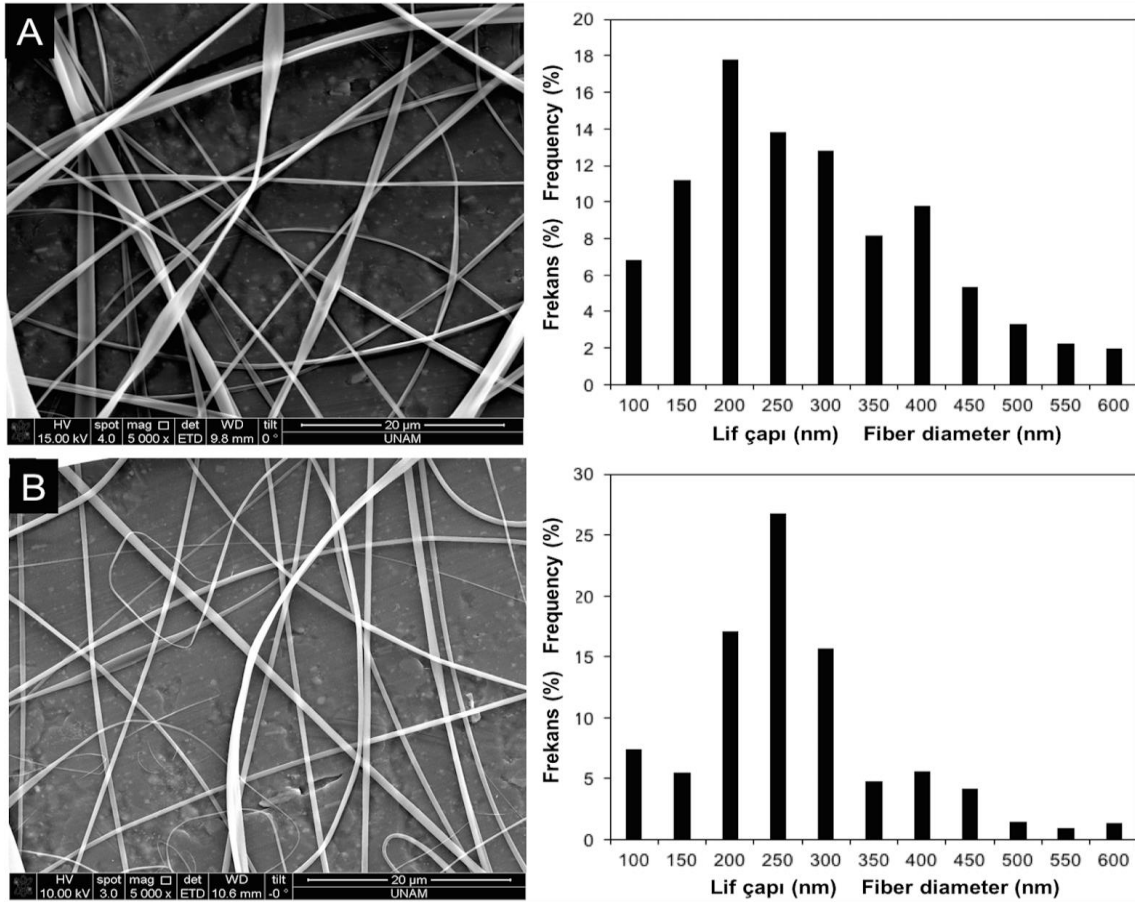 A
HV spot mag □ det WD tilt
15.00 kV 4.0 5 000 x ETD 9.8 mm 0 °
20 µm
UNAM
Frekans (%) Frequency (%)
20
18
16
14
12
10
8
6
4
2
0
100 150 200 250 300 350 400 450 500 550 600
Lif çapı (nm) Fiber diameter (nm)
B
HV spot mag □ det WD tilt
10.00 kV 3.0 5 000 x ETD 10.6 mm -0 °
20 µm
UNAM
Frekans (%) Frequency (%)
30
25
20
15
10
5
0
100 150 200 250 300 350 400 450 500 550 600
Lif çapı (nm) Fiber diameter (nm)